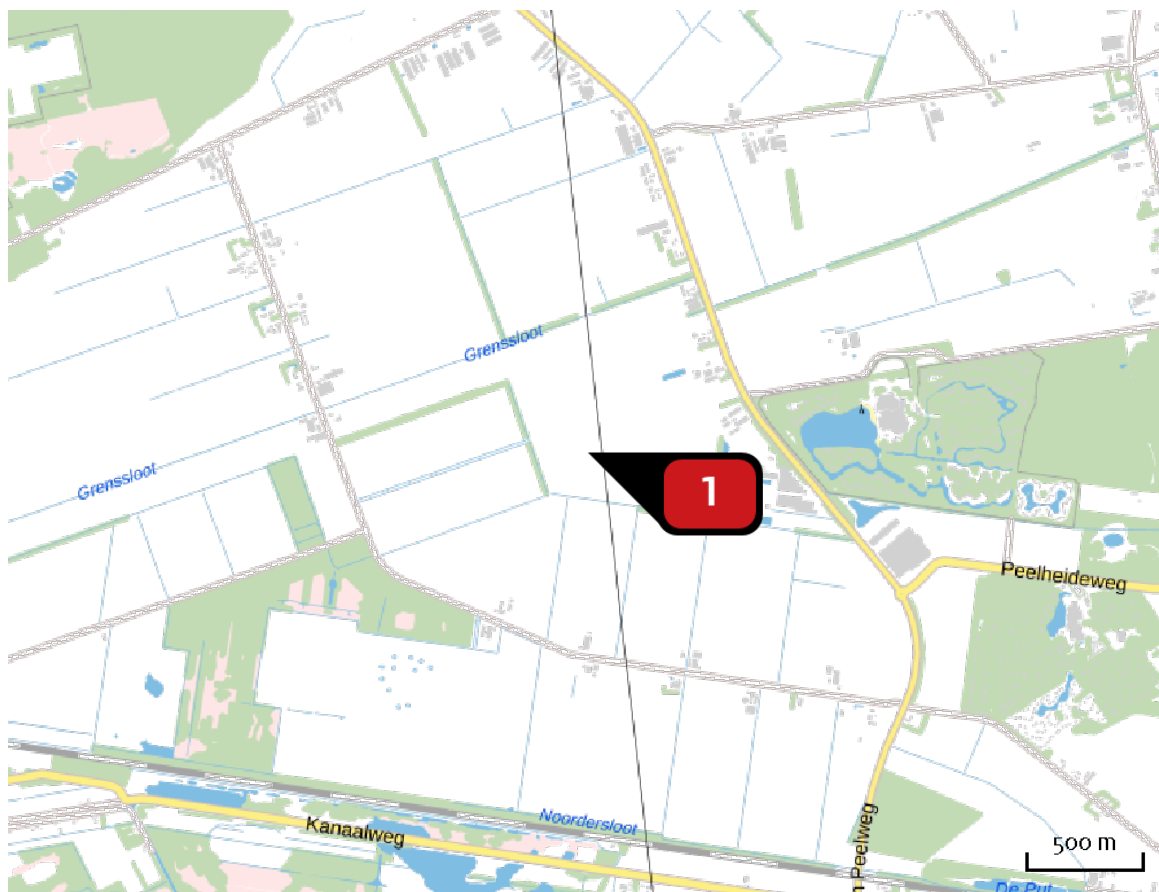 Grenssloot
Grenssloot
1
Peelheideweg
Noordersloot
Kanaalweg
n Peelweg
500 m
De Put